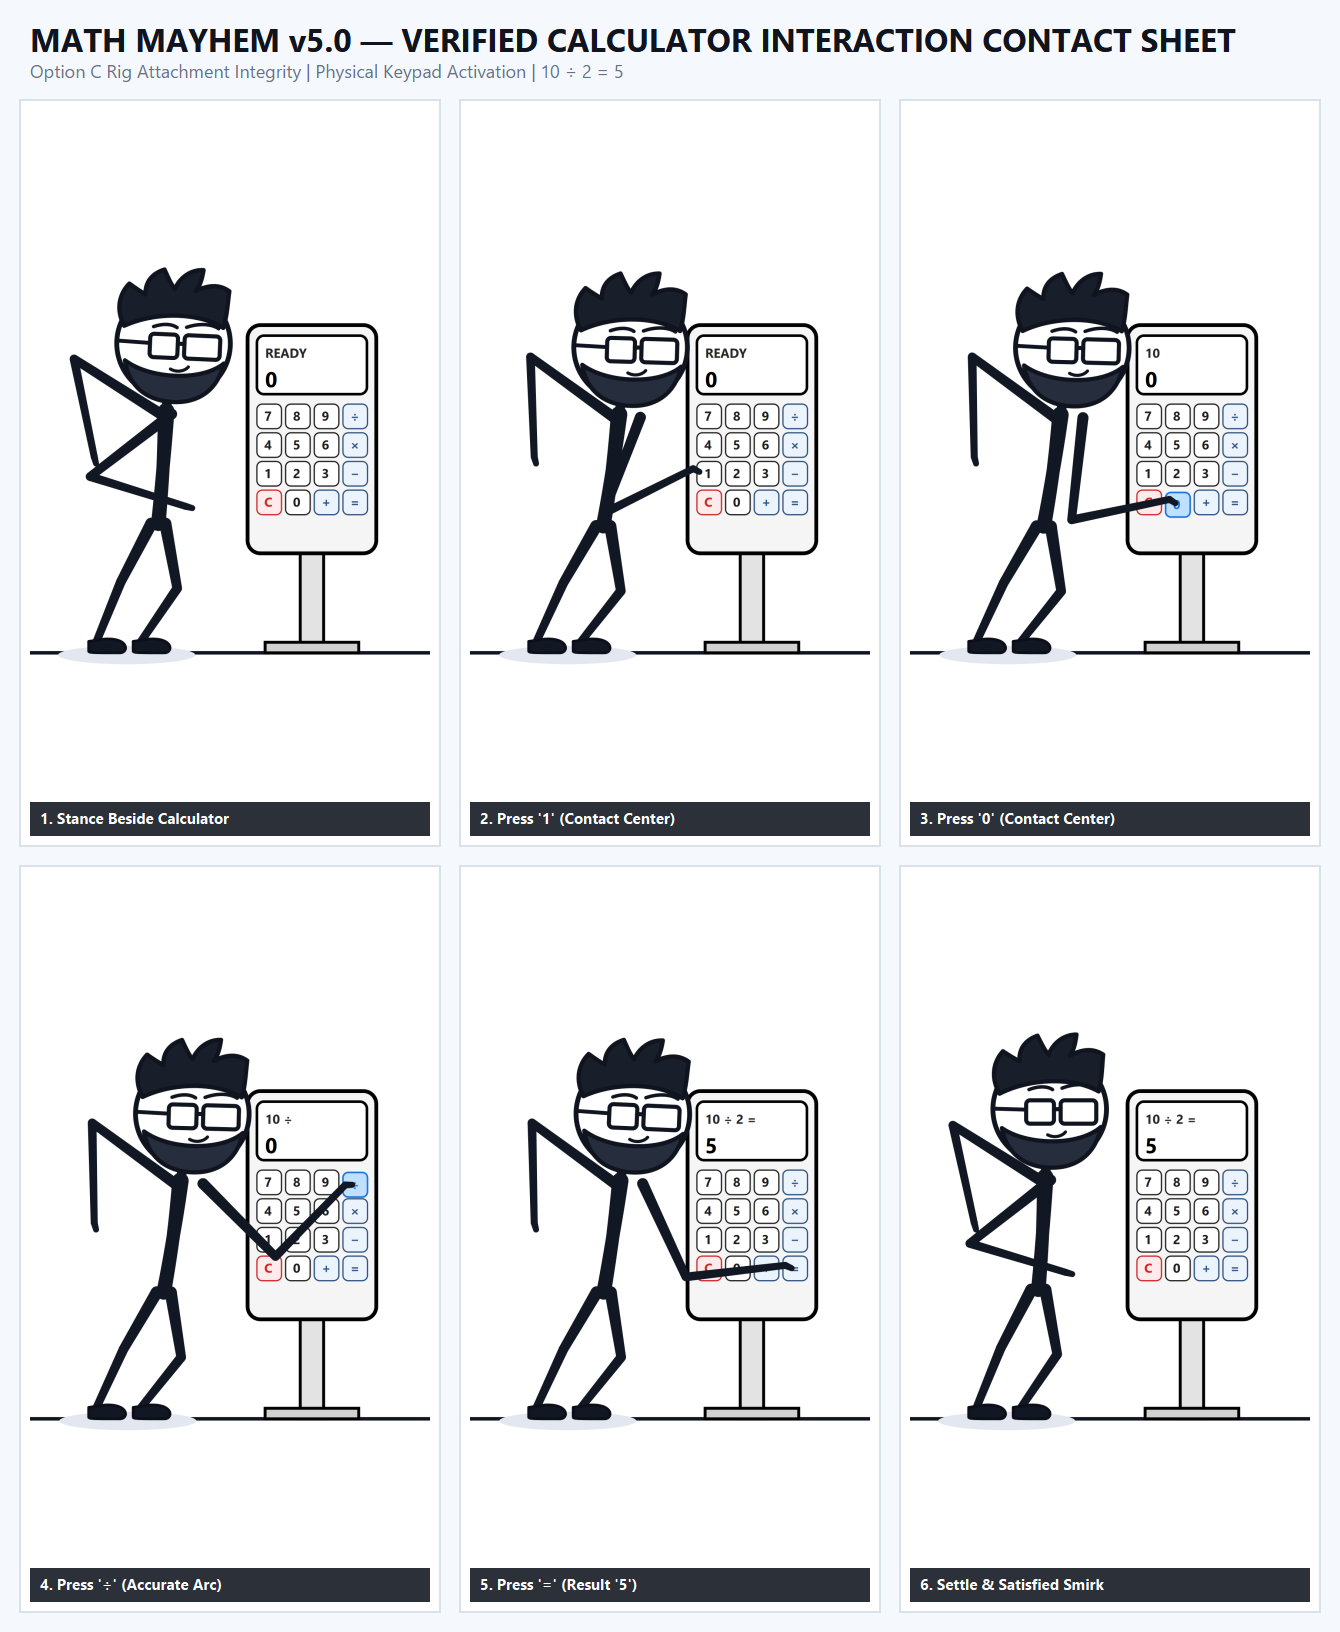 MATH MAYHEM v5.0 — VERIFIED CALCULATOR INTERACTION CONTACT SHEET
Option C Rig Attachment Integrity | Physical Keypad Activation | 10 ÷ 2 = 5
READY
0
7 8 9 ÷
4 5 6 ×
1 2 3 −
C 0 + =
1. Stance Beside Calculator
READY
0
7 8 9 ÷
4 5 6 ×
1 2 3 −
C 0 + =
2. Press '1' (Contact Center)
10
0
7 8 9 ÷
4 5 6 ×
1 2 3 −
+ =
3. Press '0' (Contact Center)
10 ÷
0
7 8 9
4 5 ×
3 −
C 0 + =
4. Press '÷' (Accurate Arc)
10 ÷ 2 =
5
7 8 9 ÷
4 5 6 ×
1 2 3 −
5. Press '=' (Result '5')
10 ÷ 2 =
5
7 8 9 ÷
4 5 6 ×
1 2 3 −
C 0 + =
6. Settle & Satisfied Smirk